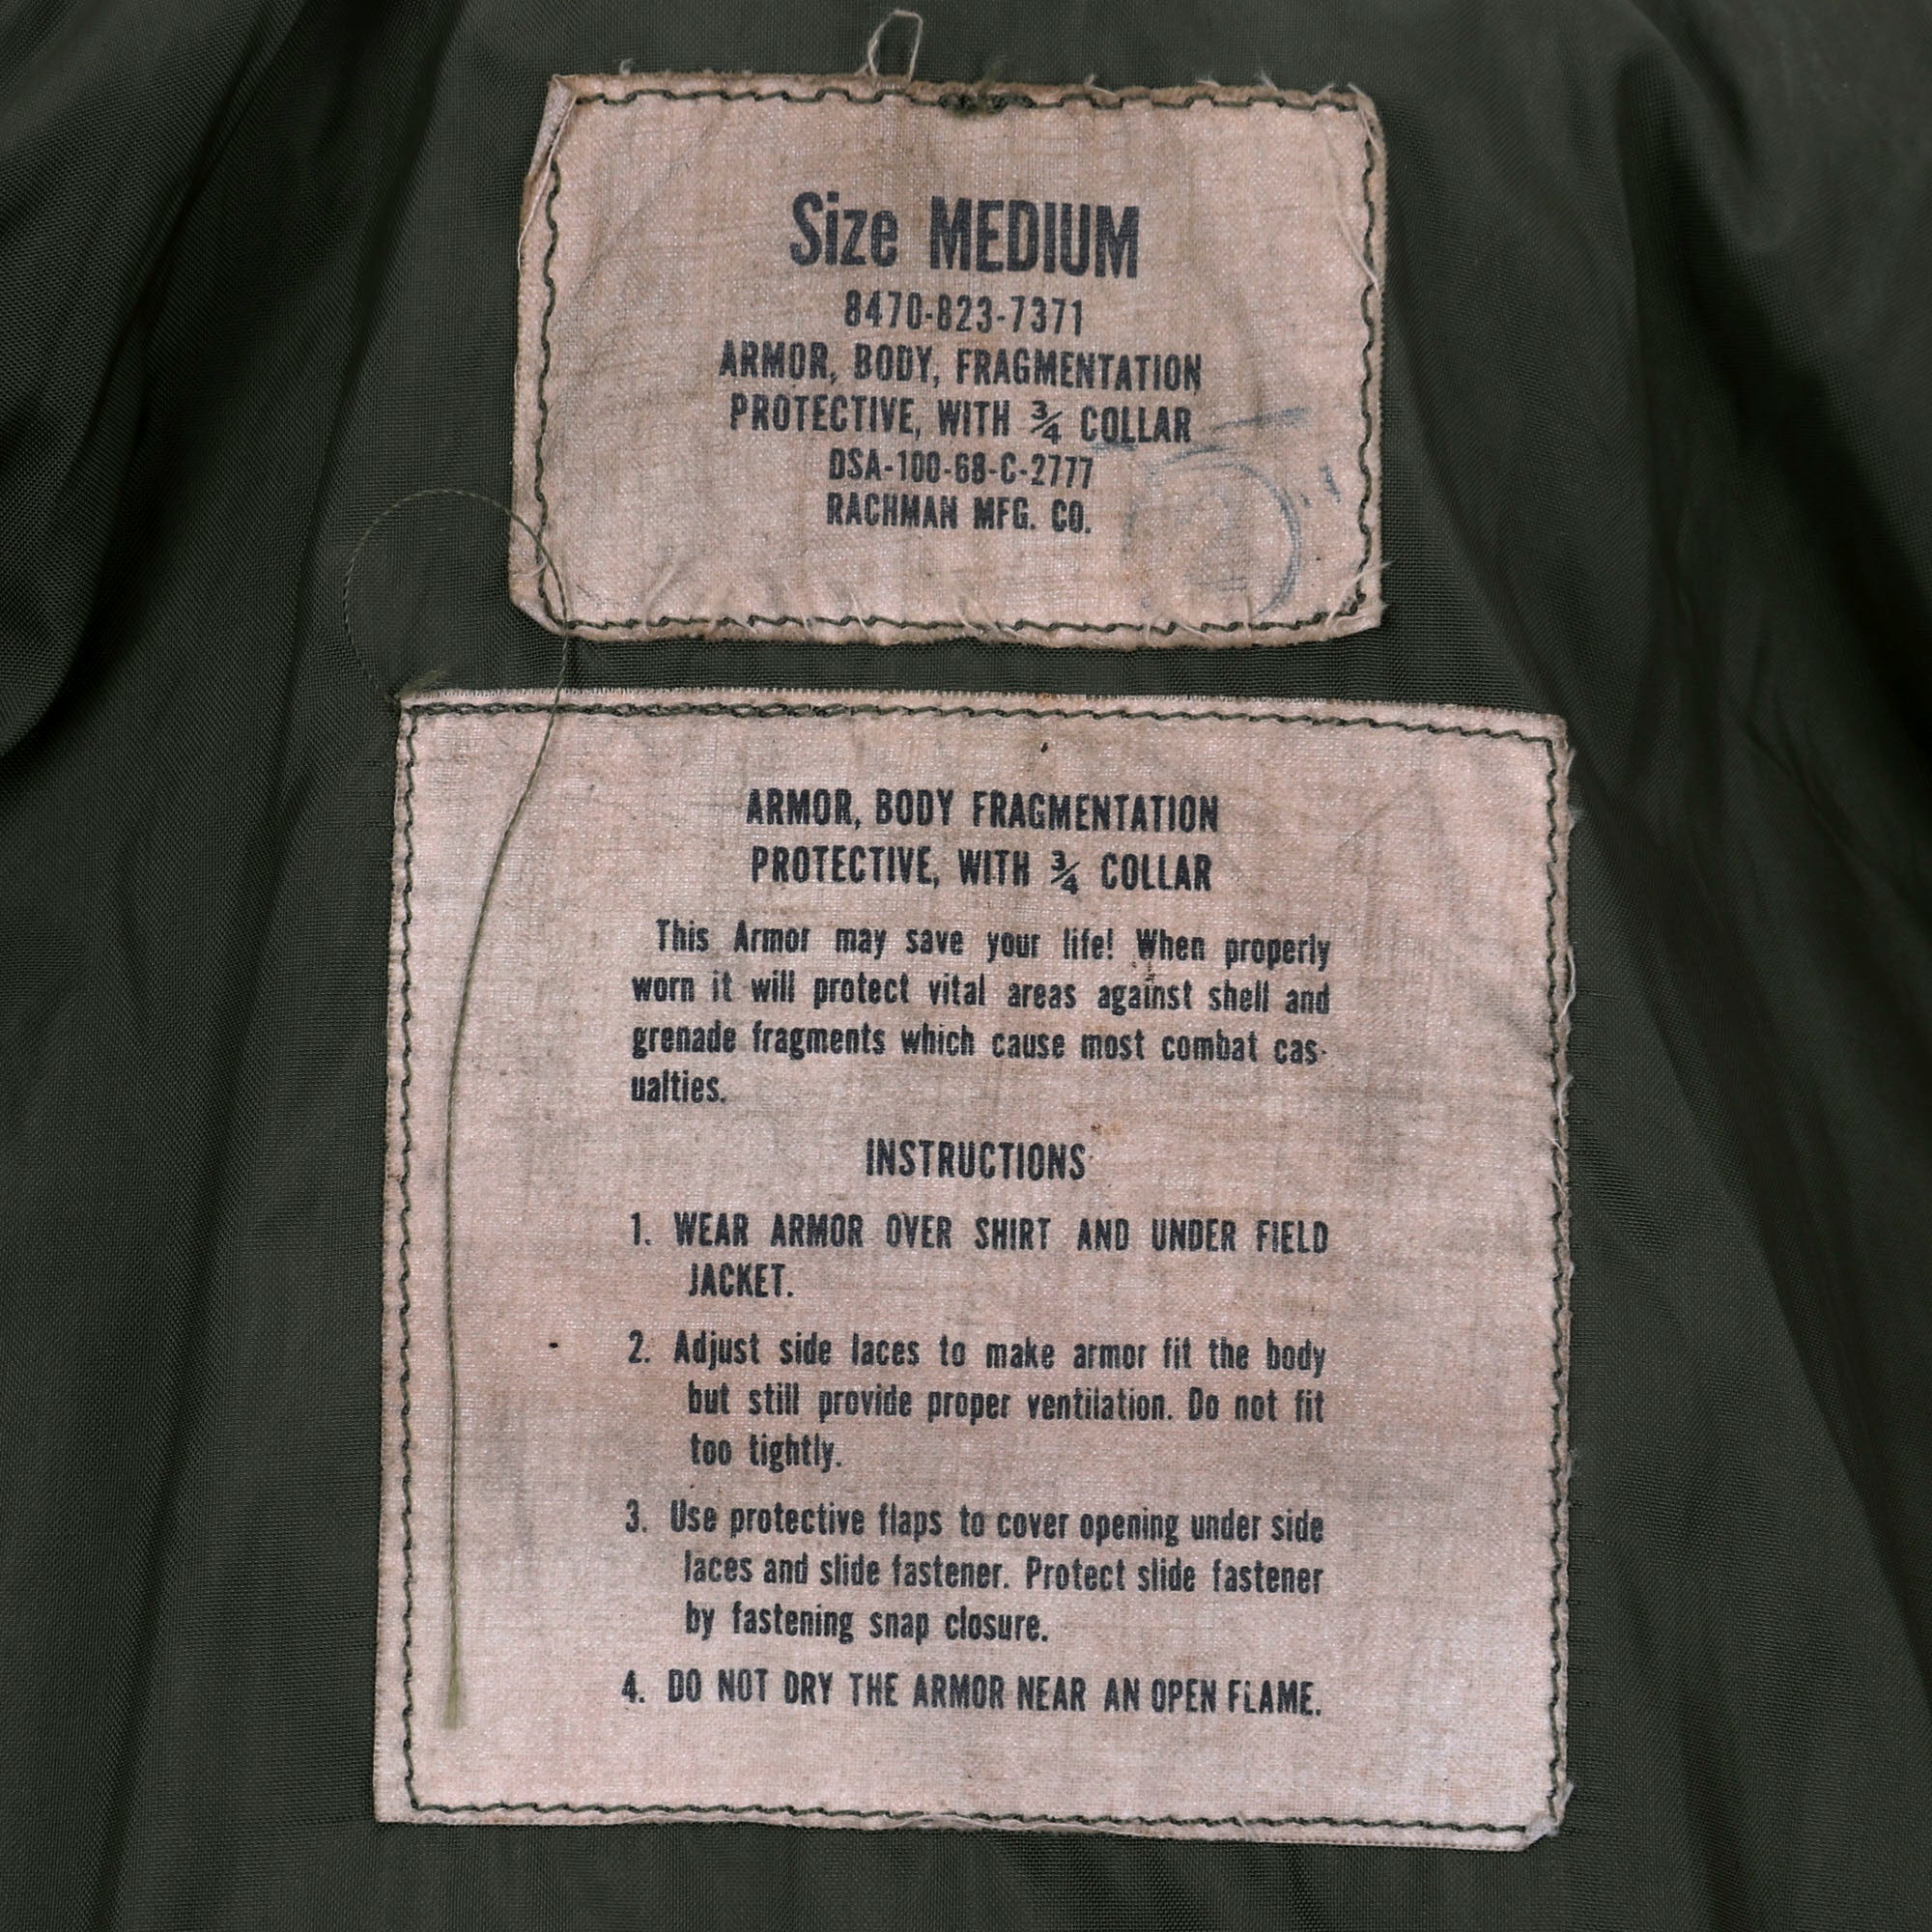 Size MEDIUM
8470-823-7371
ARMOR, BODY, FRAGMENTATION
PROTECTIVE, WITH ¾ COLLAR
DSA-100-68-C-2777
RACHMAN MFG. CO.
ARMOR, BODY FRAGMENTATION
PROTECTIVE, WITH ¾ COLLAR
This Armor may save your life! When properly
worn it will protect vital areas against shell and
grenade fragments which cause most combat cas-
ualties.
INSTRUCTIONS
1. WEAR ARMOR OVER SHIRT AND UNDER FIELD
JACKET.
2. Adjust side laces to make armor fit the body
but still provide proper ventilation. Do not fit
too tightly.
3. Use protective flaps to cover opening under side
laces and slide fastener. Protect slide fastener
by fastening snap closure.
4. DO NOT DRY THE ARMOR NEAR AN OPEN FLAME.